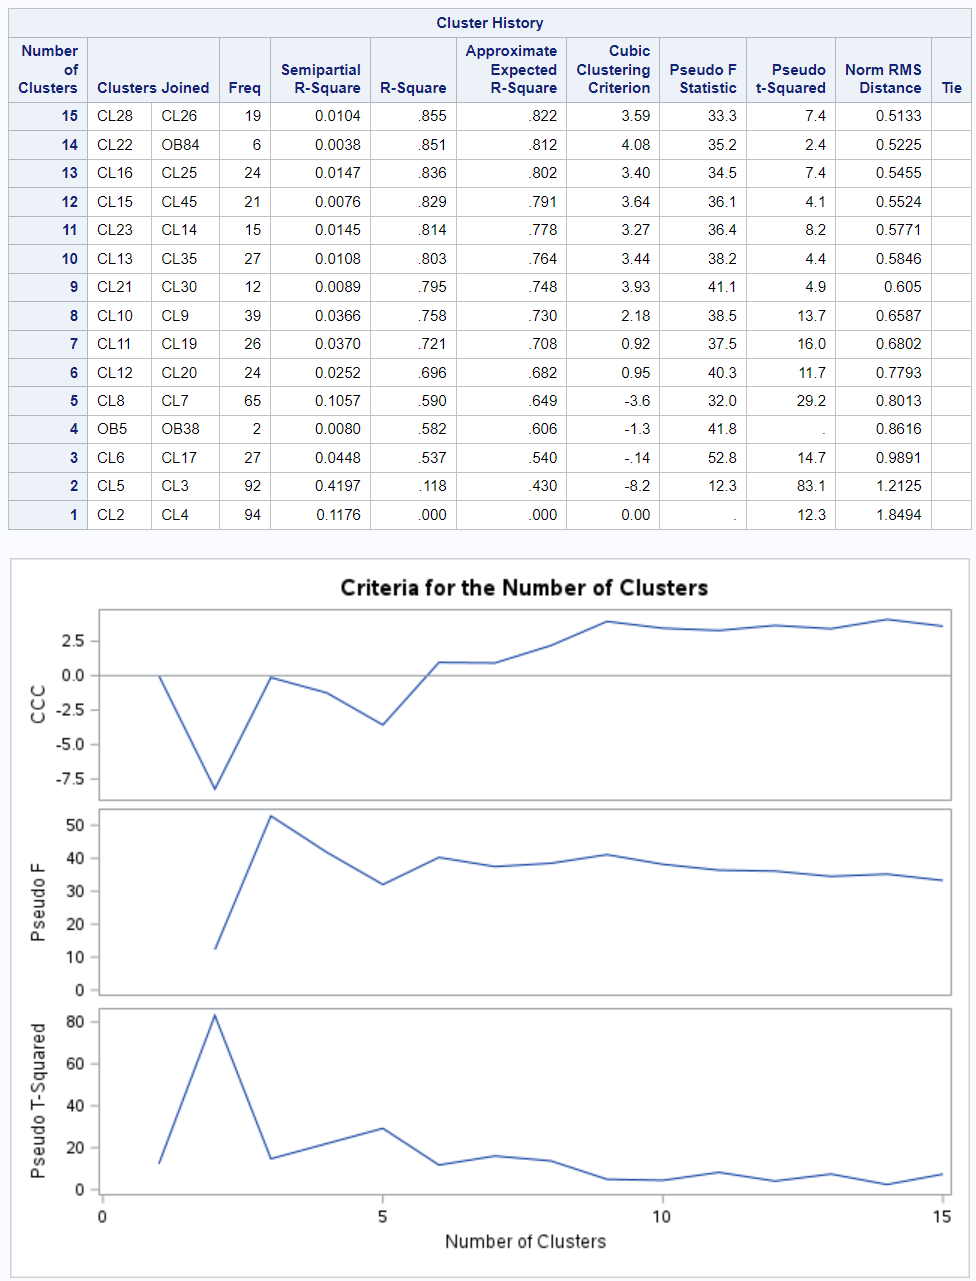 Cluster History
Number of Clusters Clusters Joined Freq Semipartial R-Square R-Square Approximate Expected R-Square Cubic Clustering Criterion Pseudo F Statistic Pseudo t-Squared Norm RMS Distance Tie
15 CL28 CL26 19 0.0104 .855 .822 3.59 33.3 7.4 0.5133
14 CL22 OB84 6 0.0038 .851 .812 4.08 35.2 2.4 0.5225
13 CL16 CL25 24 0.0147 .836 .802 3.40 34.5 7.4 0.5455
12 CL15 CL45 21 0.0076 .829 .791 3.64 36.1 4.1 0.5524
11 CL23 CL14 15 0.0145 .814 .778 3.27 36.4 8.2 0.5771
10 CL13 CL35 27 0.0108 .803 .764 3.44 38.2 4.4 0.5846
9 CL21 CL30 12 0.0089 .795 .748 3.93 41.1 4.9 0.605
8 CL10 CL9 39 0.0366 .758 .730 2.18 38.5 13.7 0.6587
7 CL11 CL19 26 0.0370 .721 .708 0.92 37.5 16.0 0.6802
6 CL12 CL20 24 0.0252 .696 .682 0.95 40.3 11.7 0.7793
5 CL8 CL7 65 0.1057 .590 .649 -3.6 32.0 29.2 0.8013
4 OB5 OB38 2 0.0080 .582 .606 -1.3 41.8 . 0.8616
3 CL6 CL17 27 0.0448 .537 .540 -.14 52.8 14.7 0.9891
2 CL5 CL3 92 0.4197 .118 .430 -8.2 12.3 83.1 1.2125
1 CL2 CL4 94 0.1176 .000 .000 0.00 . 12.3 1.8494
Criteria for the Number of Clusters
CCC
2.5
0.0
-2.5
-5.0
-7.5
Pseudo F
50
40
30
20
10
0
Pseudo T-Squared
80
60
40
20
0
0 5 10 15
Number of Clusters